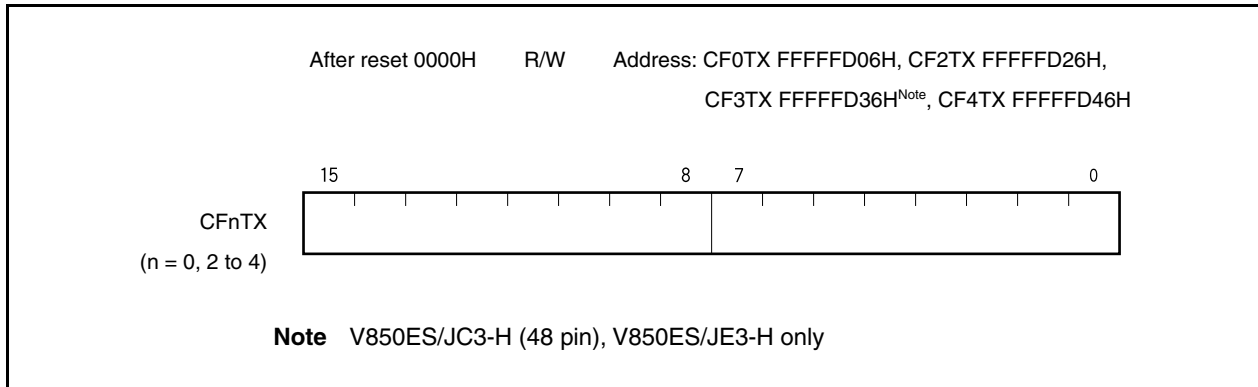 After reset 0000H R/W Address: CF0TX FFFFFD06H, CF2TX FFFFFD26H,
CF3TX FFFFFD36HNote, CF4TX FFFFFD46H
15 8 7 0
CFnTX
(n = 0, 2 to 4)
Note V850ES/JC3-H (48 pin), V850ES/JE3-H only